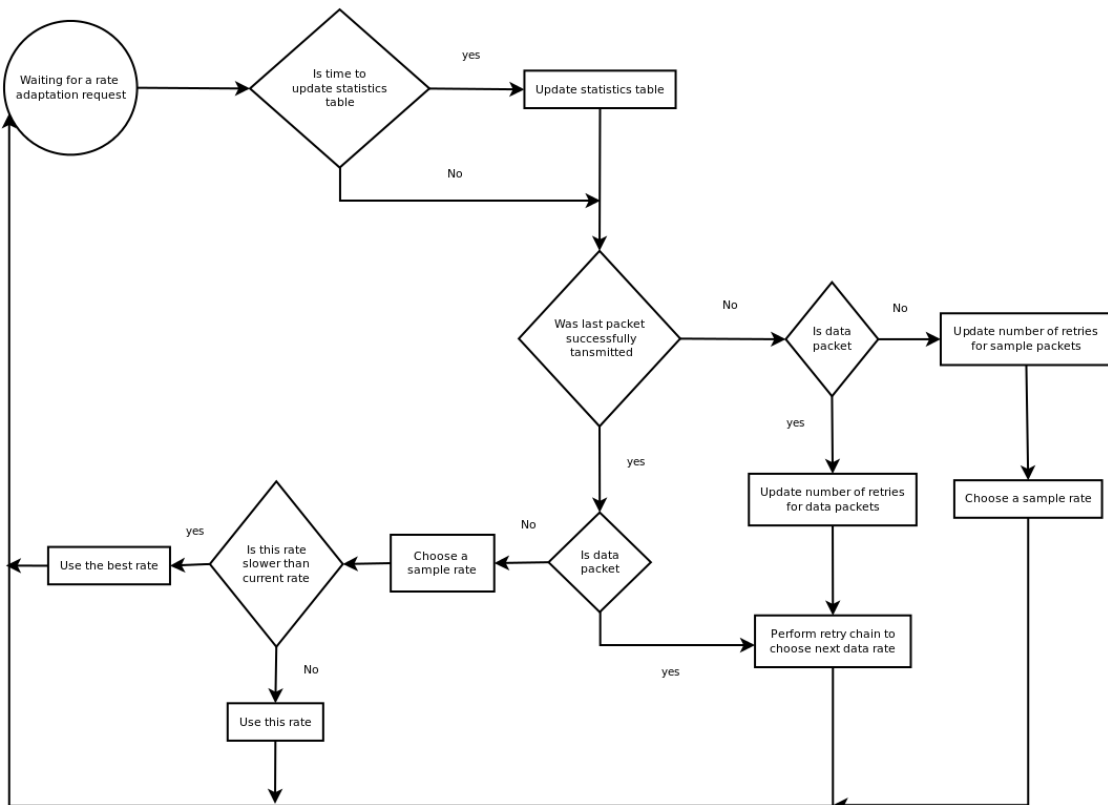 Waiting for a rate
adaptation request
Is time to
update statistics
table
yes
Update statistics table
No
Was last packet
successfully
tansmitted
No
Is data
packet
No
Update number of retries
for sample packets
yes
yes
Update number of retries
for data packets
Choose a sample rate
Is data
packet
No
Choose a
sample rate
Is this rate
slower than
current rate
yes
Use the best rate
No
Use this rate
yes
Perform retry chain to
choose next data rate